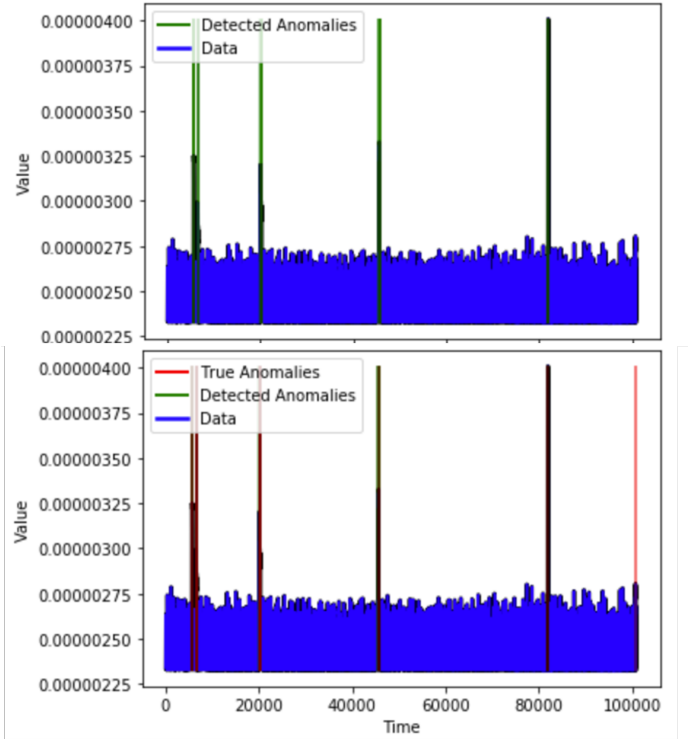 0.00000400
Detected Anomalies
Data
0.00000375
0.00000350
0.00000325
Value
0.00000300
0.00000275
0.00000250
0.00000225
0.00000400
True Anomalies
Detected Anomalies
Data
0.00000375
0.00000350
0.00000325
Value
0.00000300
0.00000275
0.00000250
0.00000225
0 20000 40000 60000 80000 100000
Time